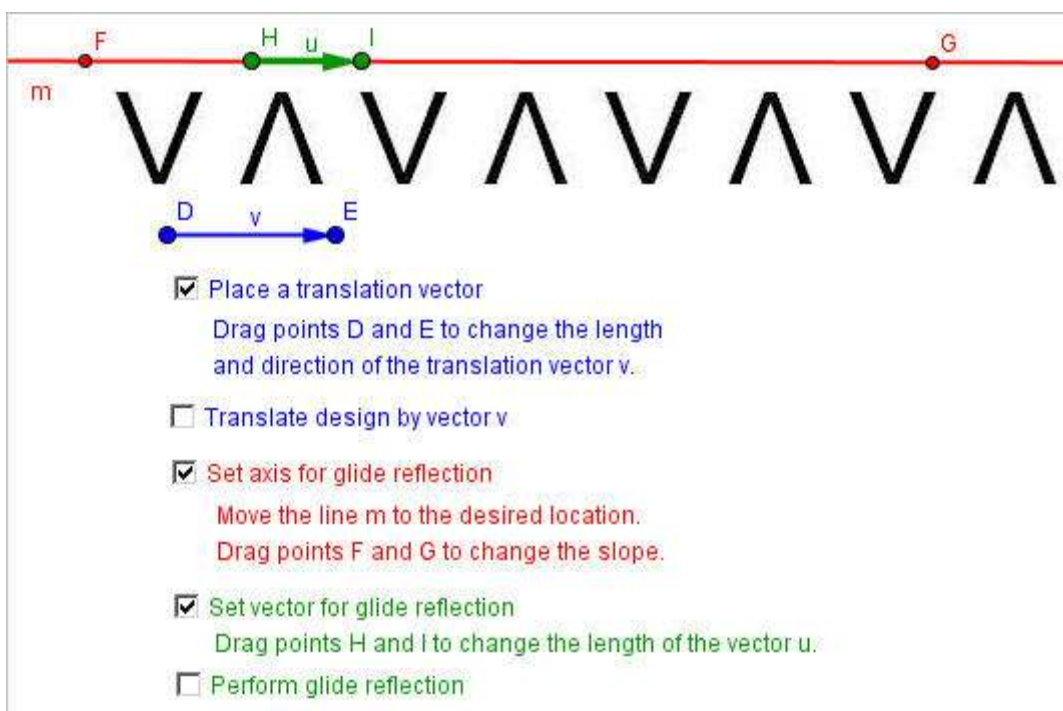 F H u I G
m
V Λ V Λ V Λ V Λ
D v E
Place a translation vector
Drag points D and E to change the length
and direction of the translation vector v.
Translate design by vector v
Set axis for glide reflection
Move the line m to the desired location.
Drag points F and G to change the slope.
Set vector for glide reflection
Drag points H and I to change the length of the vector u.
Perform glide reflection